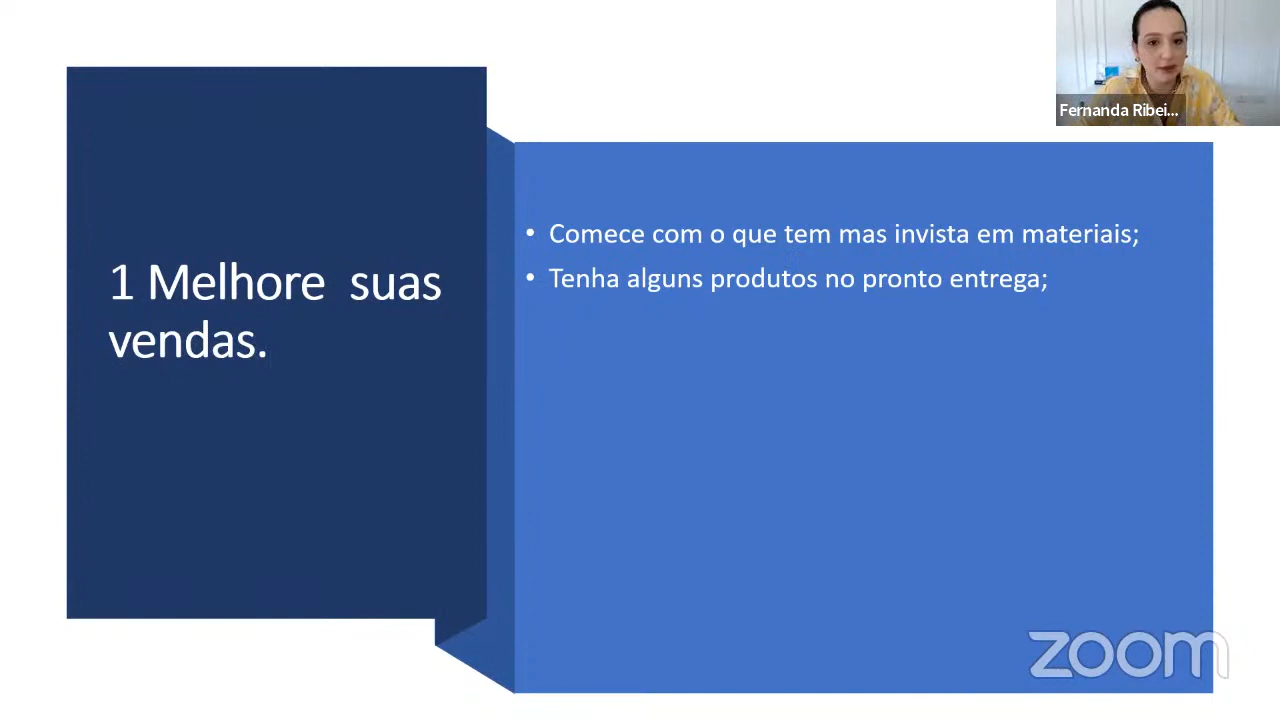 Fernanda Ribei...
1 Melhore suas
vendas.
• Comece com o que tem mas invista em materiais;
• Tenha alguns produtos no pronto entrega;
zoom